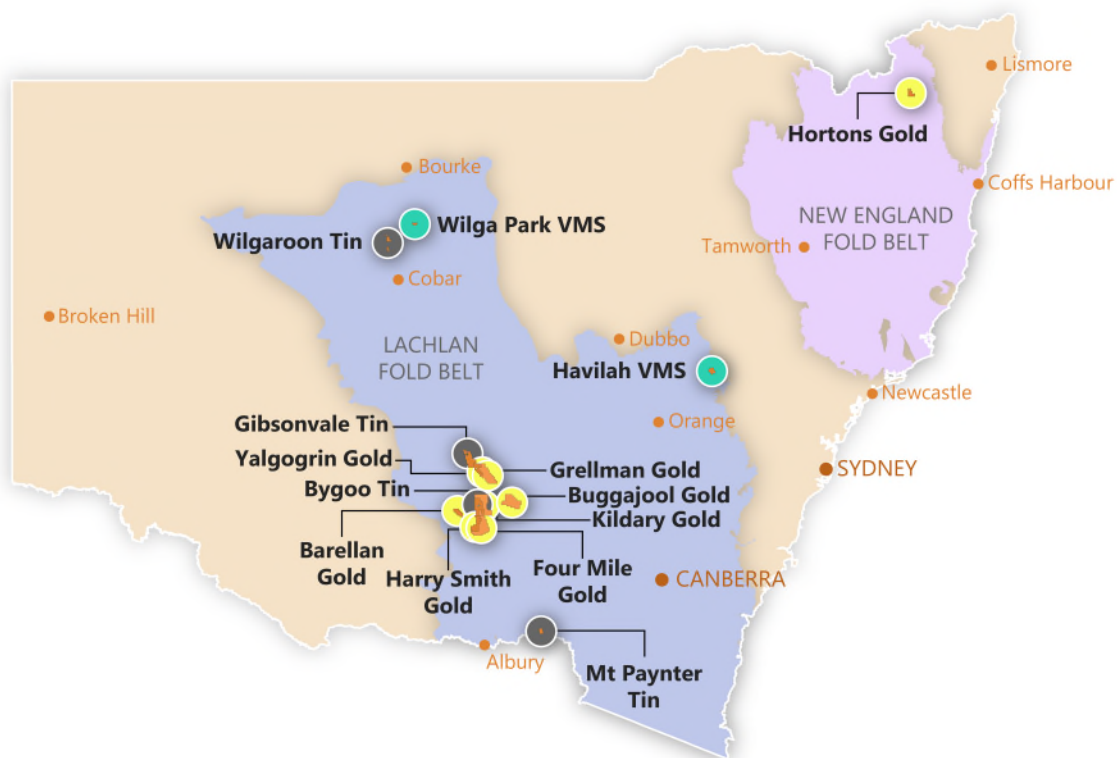 Lismore
Hortons Gold
Bourke
Coffs Harbour
Wilga Park VMS
NEW ENGLAND
FOLD BELT
Wilgaroon Tin
Tamworth
Cobar
Broken Hill
Dubbo
LACHLAN
FOLD BELT
Havilah VMS
Newcastle
Orange
Gibsonvale Tin
Yalgogrin Gold
Grellman Gold
SYDNEY
Bygoo Tin
Buggajool Gold
Kildary Gold
Barellan
Gold
Harry Smith
Gold
Four Mile
Gold
CANBERRA
Albury
Mt Paynter
Tin